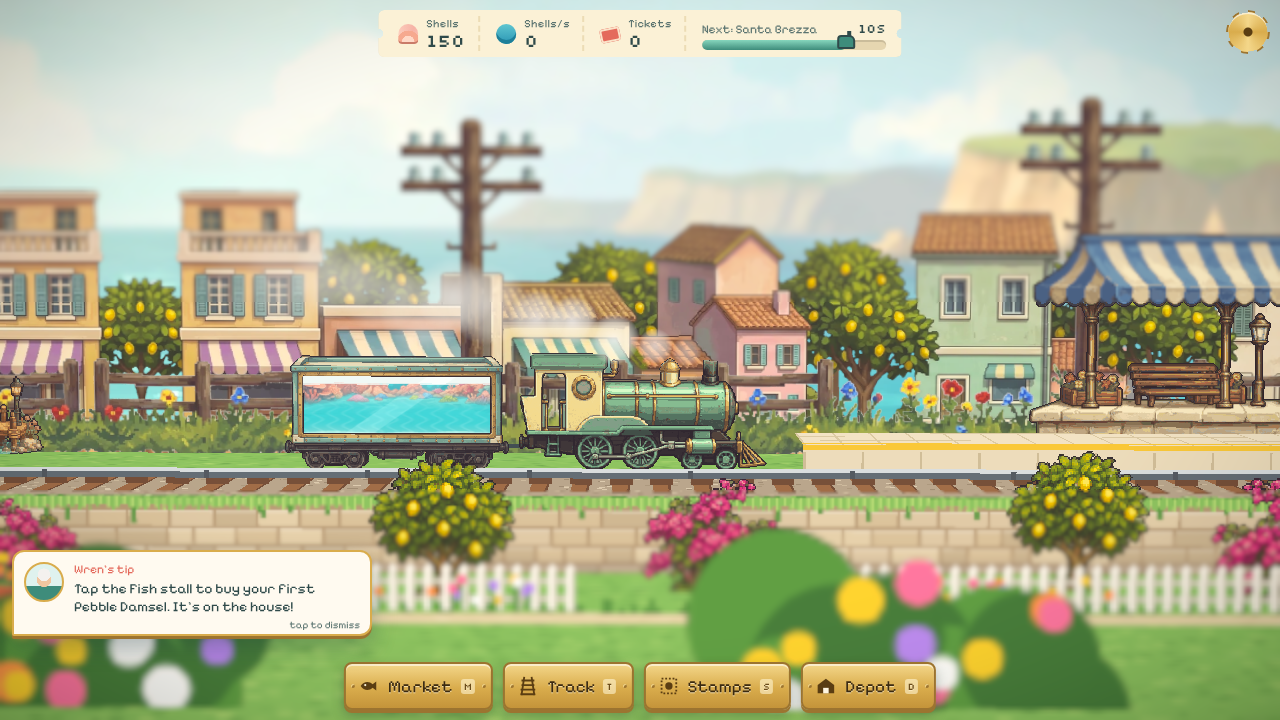 Shells
150
Shells/s
0
Tickets
0
Next: Santa Brezza
10s
Wren's tip
Tap the Fish stall to buy your first
Pebble Damsel. It's on the house!
tap to dismiss
Market M
Track T
Stamps S
Depot D